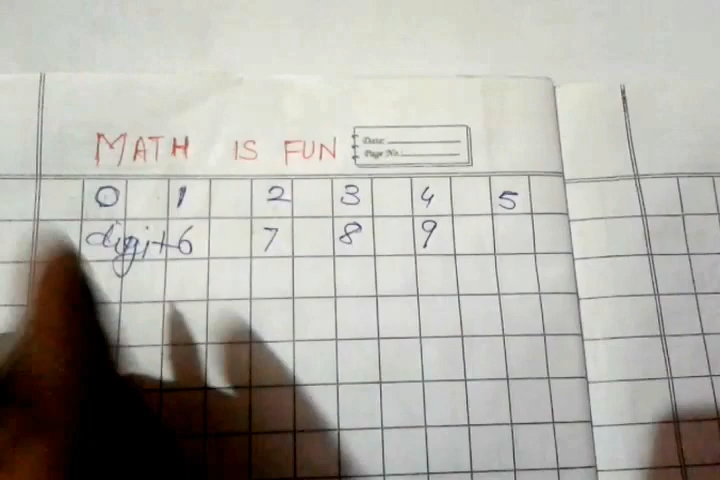 MATH IS FUN
Date:
Page No.:
0 1 2 3 4 5
digit 6 7 8 9